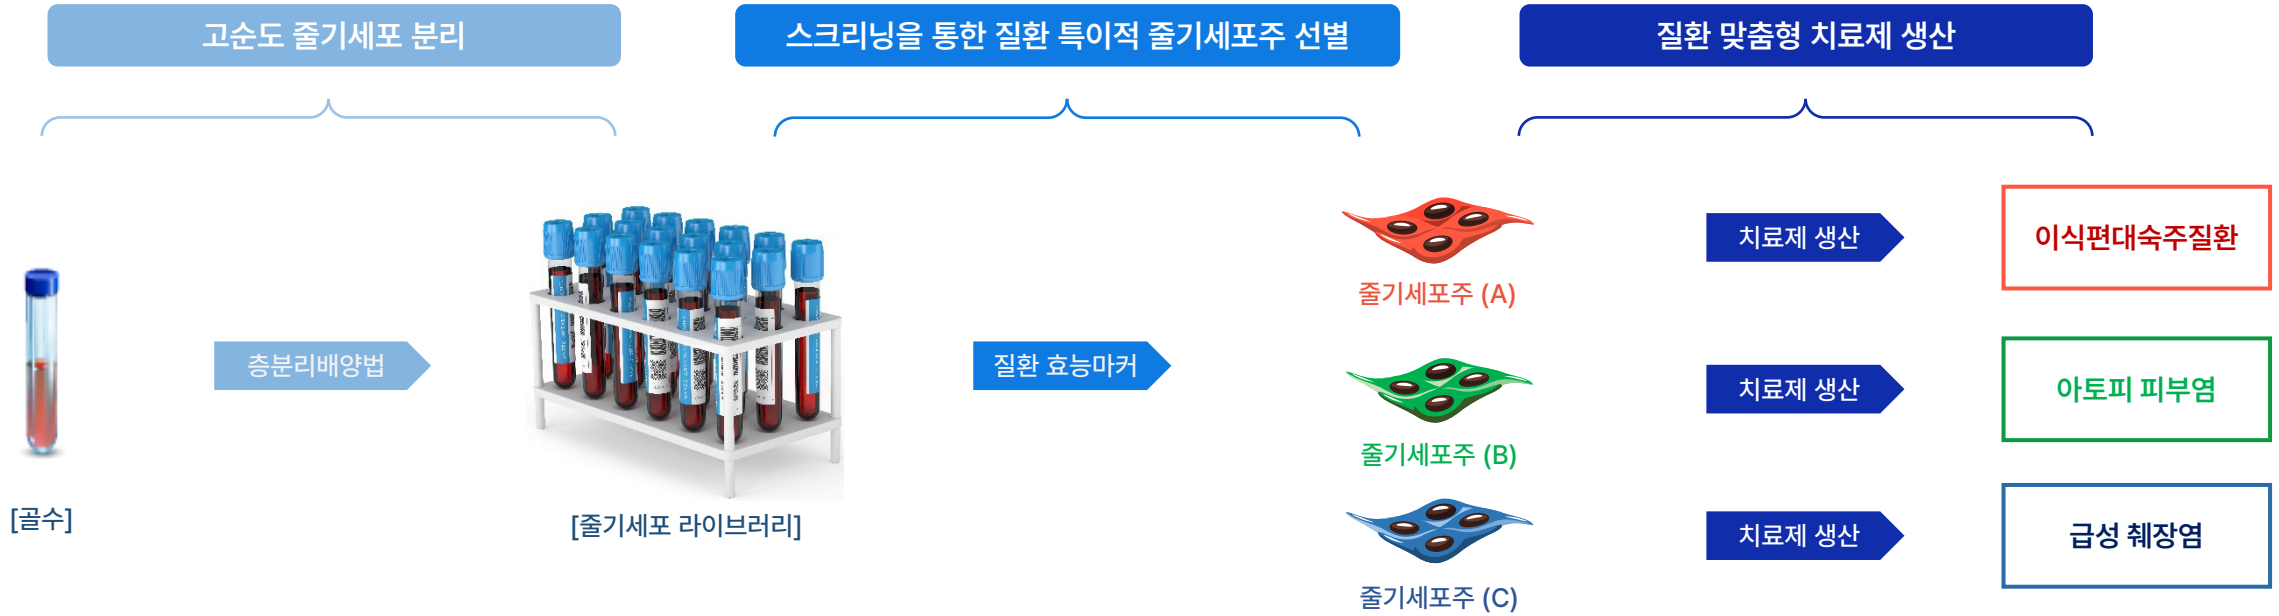 고순도 줄기세포 분리
스크리닝을 통한 질환 특이적 줄기세포주 선별
질환 맞춤형 치료제 생산
[골수]
층분리배양법
[줄기세포 라이브러리]
질환 효능마커
줄기세포주 (A)
치료제 생산
이식편대숙주질환
줄기세포주 (B)
치료제 생산
아토피 피부염
줄기세포주 (C)
치료제 생산
급성 췌장염